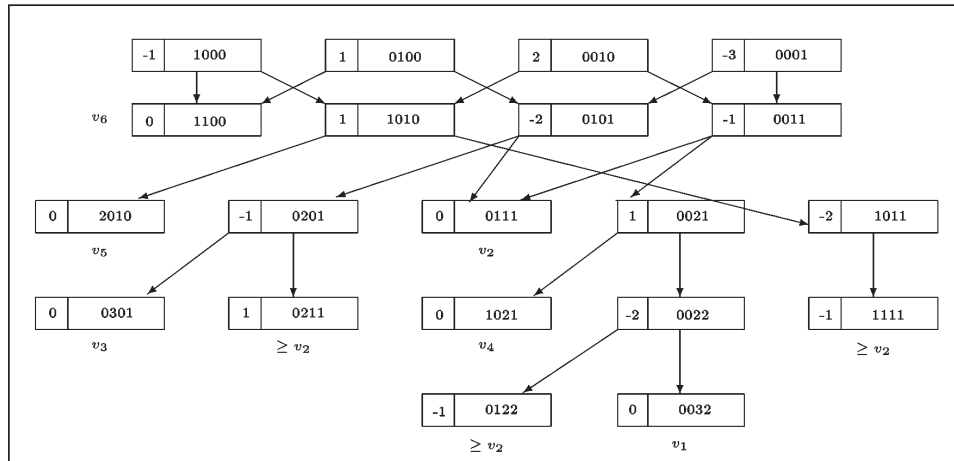 -1 1000 1 0100 2 0010 -3 0001
v₆ 0 1100 1 1010 -2 0101 -1 0011
0 2010 -1 0201 0 0111 1 0021 -2 1011
v₅ v₂
0 0301 1 0211 0 1021 -2 0022 -1 1111
v₃ ≥ v₂ v₄ ≥ v₂
-1 0122 0 0032
≥ v₂ v₁